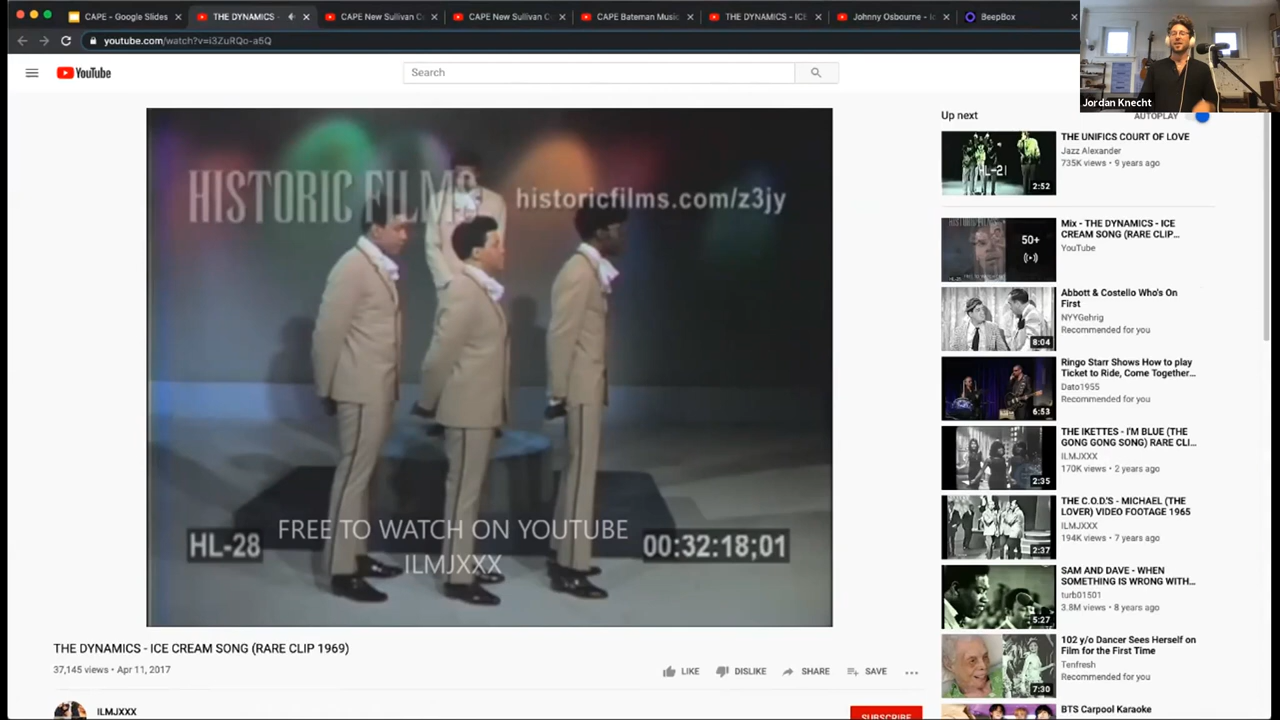 CAPE - Google Slides
THE DYNAMICS -
CAPE New Sullivan C
CAPE New Sullivan C
CAPE Bateman Music
THE DYNAMICS - ICE
Johnny Osbourne - I
BeepBox
youtube.com/watch?v=i3ZuRQo-a5Q
YouTube
Search
Jordan Knecht
HISTORIC FILMS
historicfilms.com/z3jy
FREE TO WATCH ON YOUTUBE
HL-28
00:32:18;01
ILMJXXX
THE DYNAMICS - ICE CREAM SONG (RARE CLIP 1969)
37,145 views • Apr 11, 2017
LIKE
DISLIKE
SHARE
SAVE
ILMJXXX
SUBSCRIBE
Up next
AUTOPLAY
THE UNIFICS COURT OF LOVE
Jazz Alexander
735K views • 9 years ago
HL-21
2:52
Mix - THE DYNAMICS - ICE
CREAM SONG (RARE CLIP...
YouTube
50+
Abbott & Costello Who's On
First
NYYGehrig
Recommended for you
8:04
Ringo Starr Shows How to play
Ticket to Ride, Come Together...
Dato1955
Recommended for you
6:53
THE IKETTES - I'M BLUE (THE
GONG GONG SONG) RARE CLI...
ILMJXXX
170K views • 2 years ago
2:35
THE C.O.D.'S - MICHAEL (THE
LOVER) VIDEO FOOTAGE 1965
ILMJXXX
194K views • 7 years ago
2:37
SAM AND DAVE - WHEN
SOMETHING IS WRONG WITH...
turb01501
3.8M views • 8 years ago
5:27
102 y/o Dancer Sees Herself on
Film for the First Time
Tenfresh
Recommended for you
7:30
BTS Carpool Karaoke